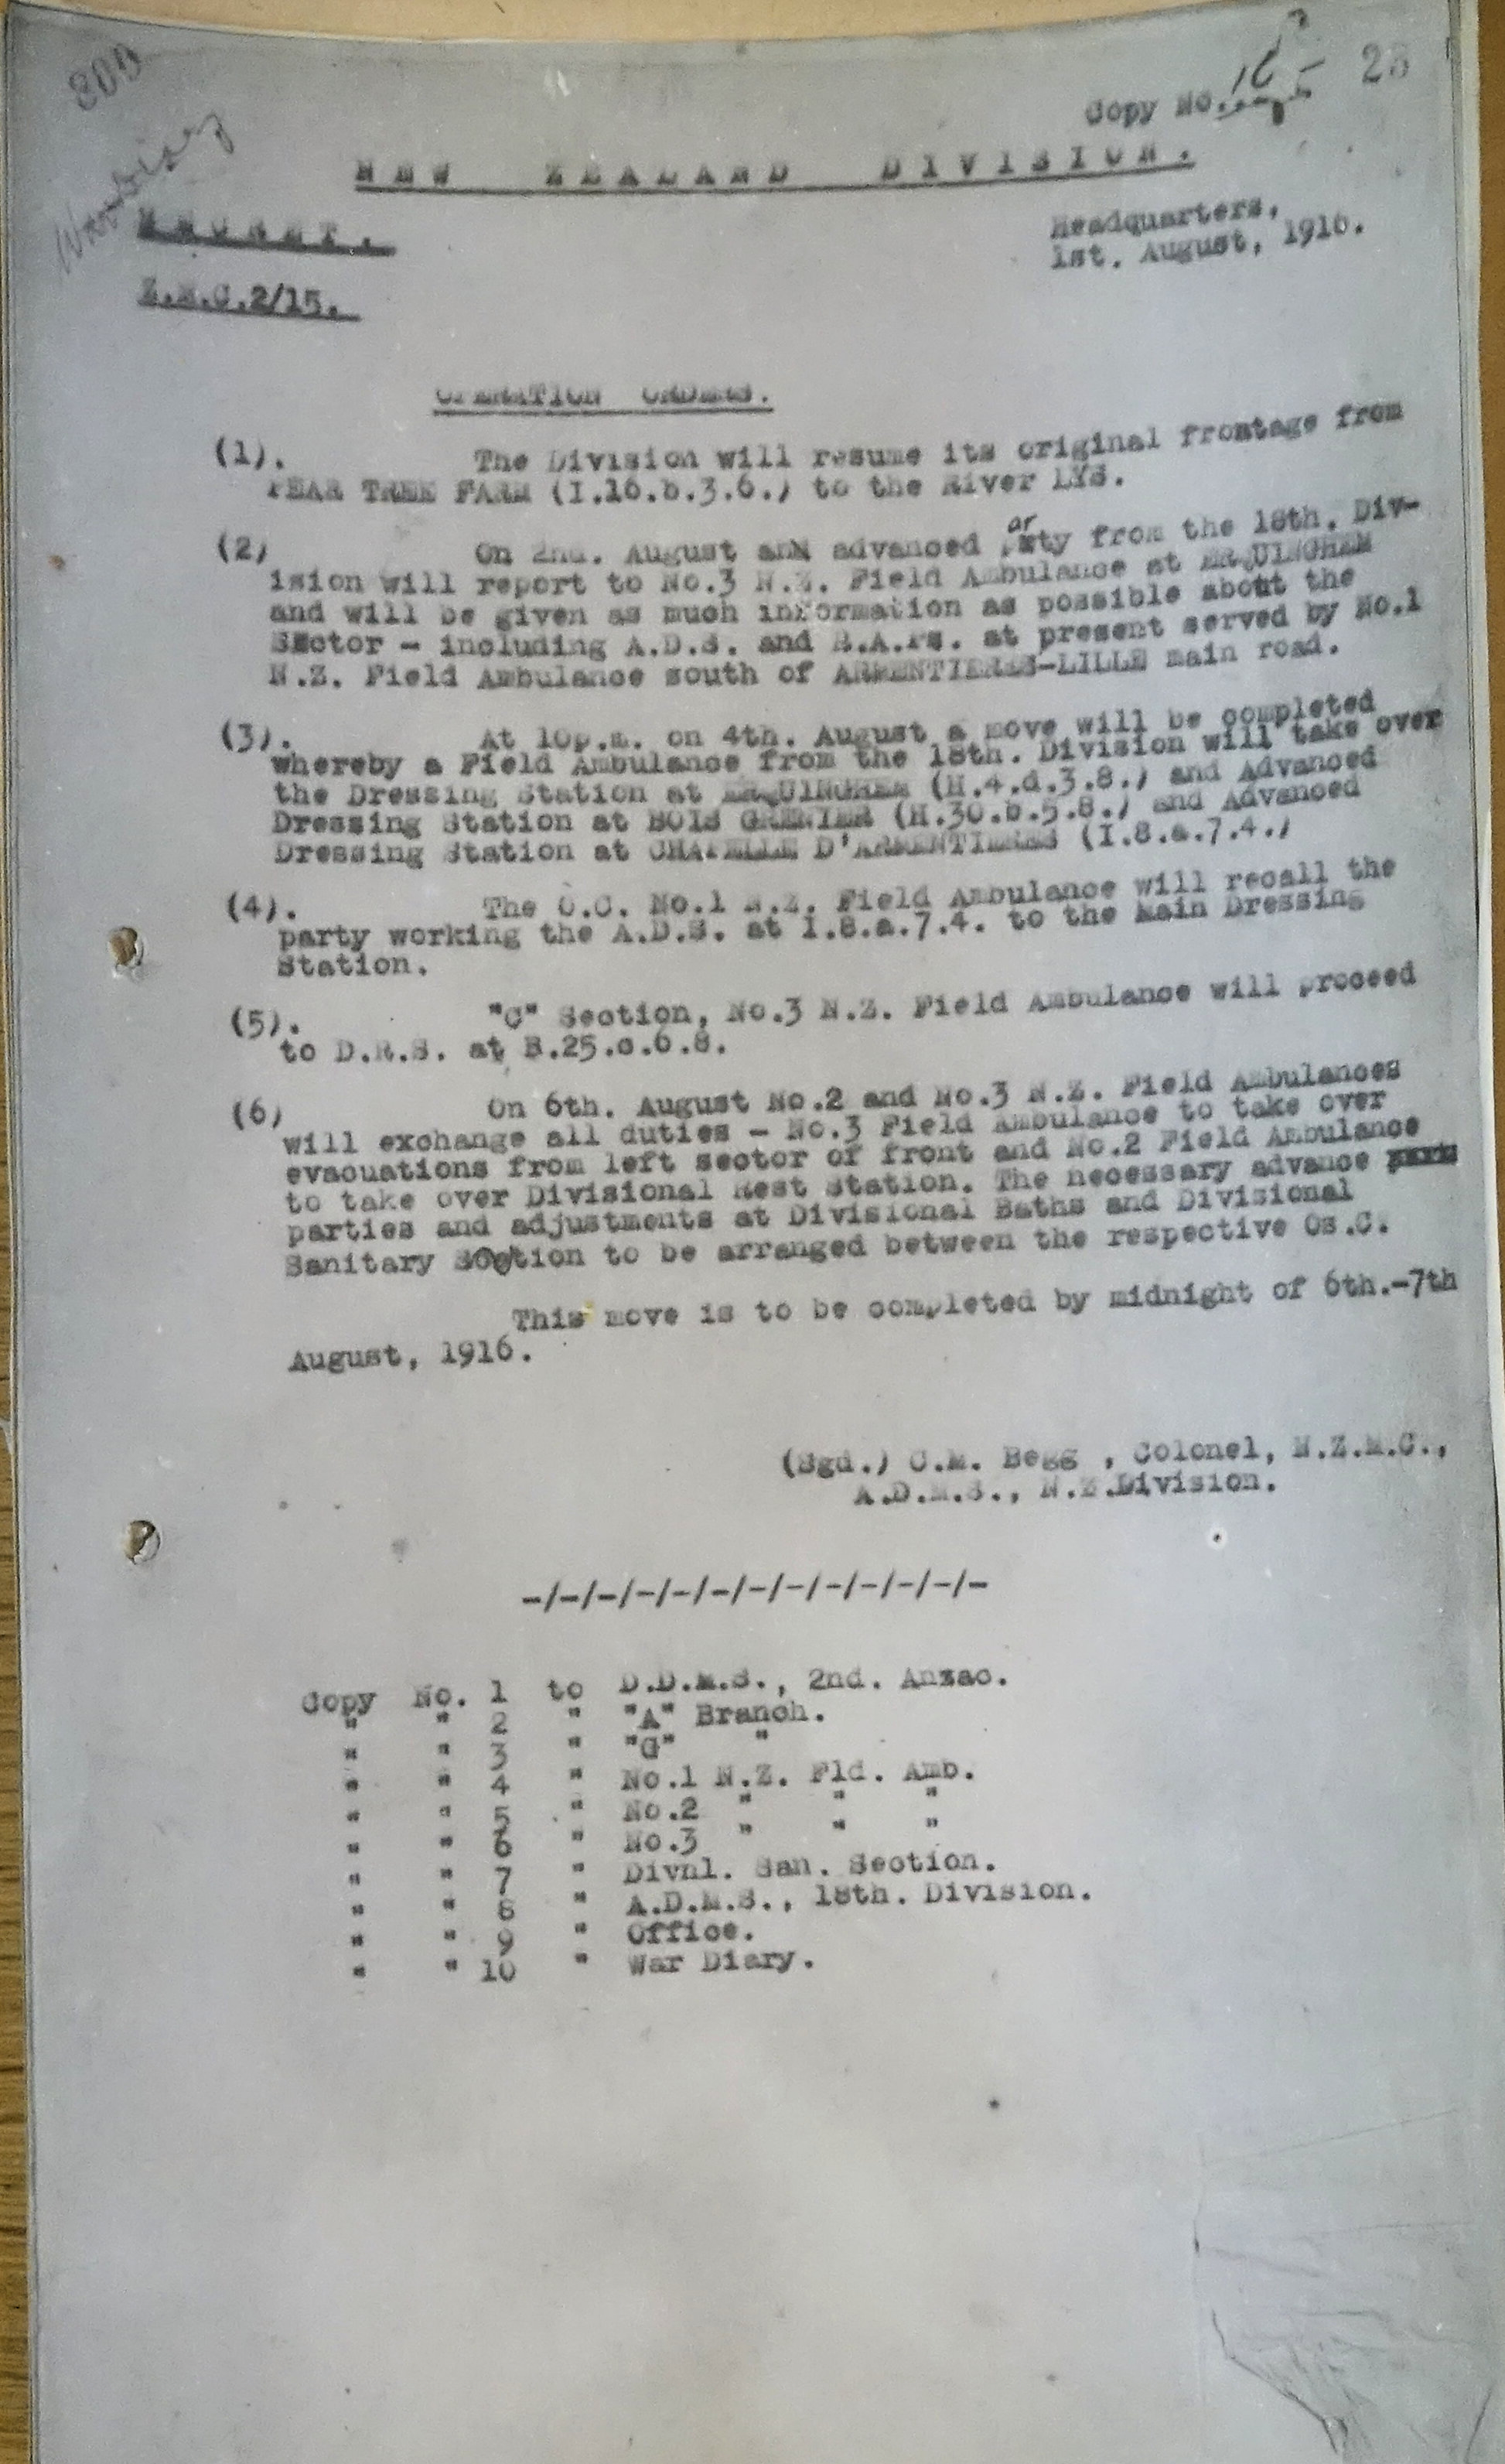 Copy No. 10
28
NEW ZEALAND DIVISION.
SECRET.
Headquarters,
1st. August, 1916.
Z.M.C.2/15.
OPERATION ORDERS.
(1). The Division will resume its original frontage from
PEAR TREE FARM (I.16.b.3.6.) to the River LYS.
(2) On 2nd. August an advanced party from the 18th. Div-
ision will report to No.3 N.Z. Field Ambulance at ERQUINGHEM
and will be given as much information as possible about the
Sector - including A.D.S. and R.A.Ps. at present served by No.1
N.Z. Field Ambulance south of ARMENTIERES-LILLE main road.
(3). At 10p.m. on 4th. August a move will be completed
whereby a Field Ambulance from the 18th. Division will take over
the Dressing Station at ERQUINGHEM (H.4.d.3.8.) and Advanced
Dressing Station at BOIS GRENIER (H.30.b.5.8.) and Advanced
Dressing Station at CHAPELLE D'ARMENTIERES (I.8.a.7.4.)
(4). The O.C. No.1 N.Z. Field Ambulance will recall the
party working the A.D.S. at I.8.a.7.4. to the Main Dressing
Station.
(5). "C" Section, No.3 N.Z. Field Ambulance will proceed
to D.R.S. at B.25.c.6.8.
(6) On 6th. August No.2 and No.3 N.Z. Field Ambulances
will exchange all duties - No.3 Field Ambulance to take over
evacuations from left sector of front and No.2 Field Ambulance
to take over Divisional Rest Station. The necessary advance
parties and adjustments at Divisional Baths and Divisional
Sanitary Section to be arranged between the respective Os.C.
This move is to be completed by midnight of 6th.-7th
August, 1916.
(Sgd.) C.M. Begg , Colonel, N.Z.M.C.,
A.D.M.S., N.Z.Division.
-/-/-/-/-/-/-/-/-/-/-/-/-
Copy No. 1 to D.D.M.S., 2nd. Anzac.
" " 2 " "A" Branch.
" " 3 " "G" "
" " 4 " No.1 N.Z. Fld. Amb.
" " 5 " No.2 " " "
" " 6 " No.3 " " "
" " 7 " Divnl. San. Section.
" " 8 " A.D.M.S., 18th. Division.
" " 9 " Office.
" " 10 " War Diary.